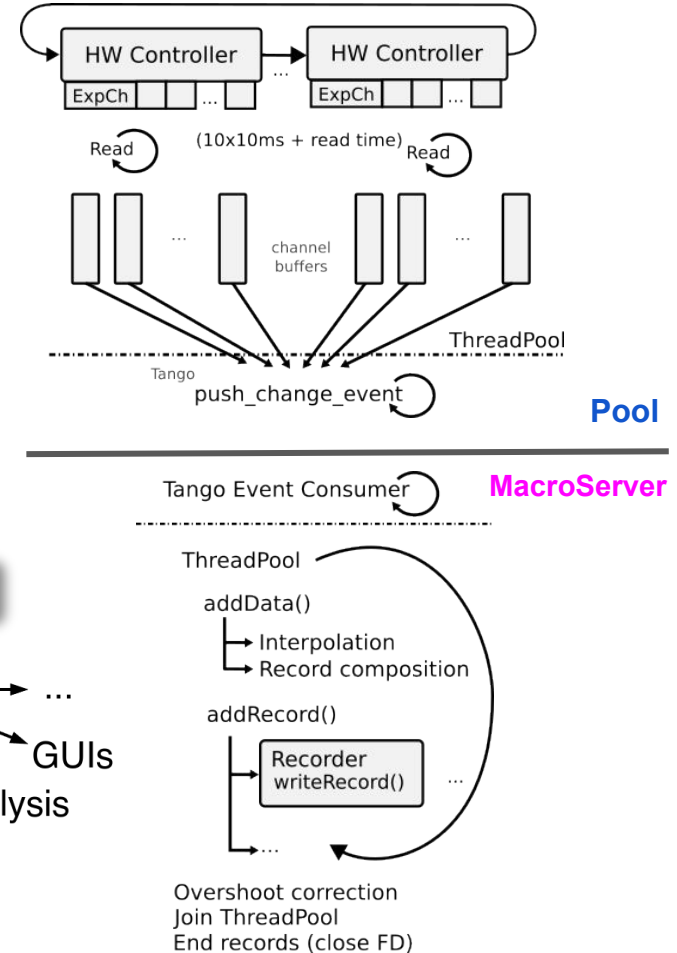 HW Controller
...
HW Controller
ExpCh
...
ExpCh
...
Read
(10x10ms + read time)
Read
...
channel
buffers
...
ThreadPool
Tango
push_change_event
Pool
Tango Event Consumer
MacroServer
ThreadPool
addData()
Interpolation
Record composition
...
addRecord()
GUIs
Recorder
writeRecord()
...
lysis
...
Overshoot correction
Join ThreadPool
End records (close FD)